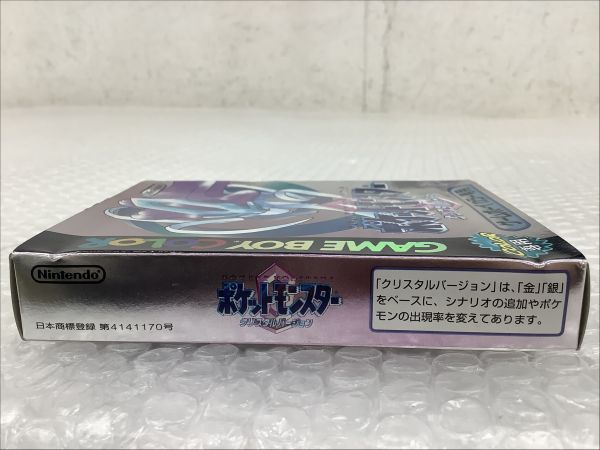 GAME BOY COLOR
Nintendo
日本商標登録 第4141170号
ポケットモンスター
クリスタルバージョン
「クリスタルバージョン」は、「金」「銀」
をベースに、シナリオの追加やポケ
モンの出現率を変えてあります。